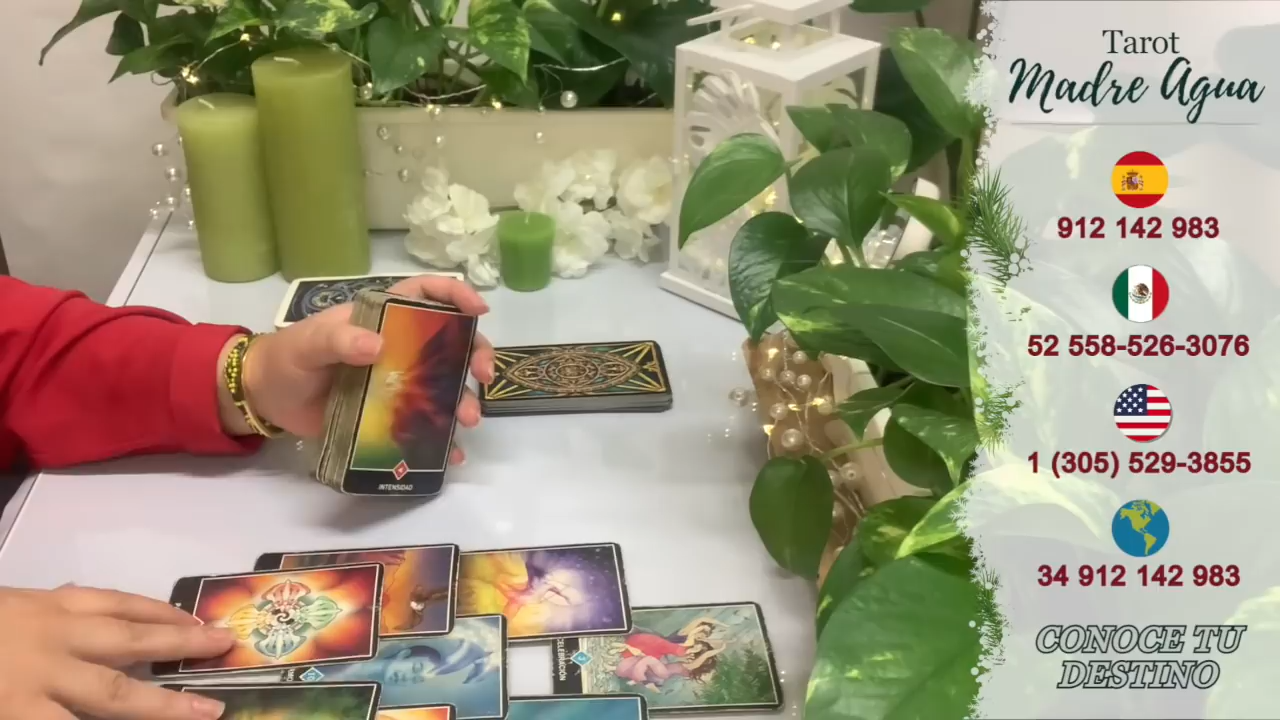 Tarot
Madre Agua
912 142 983
52 558-526-3076
1 (305) 529-3855
34 912 142 983
CONOCE TU
DESTINO
INTENSIDAD